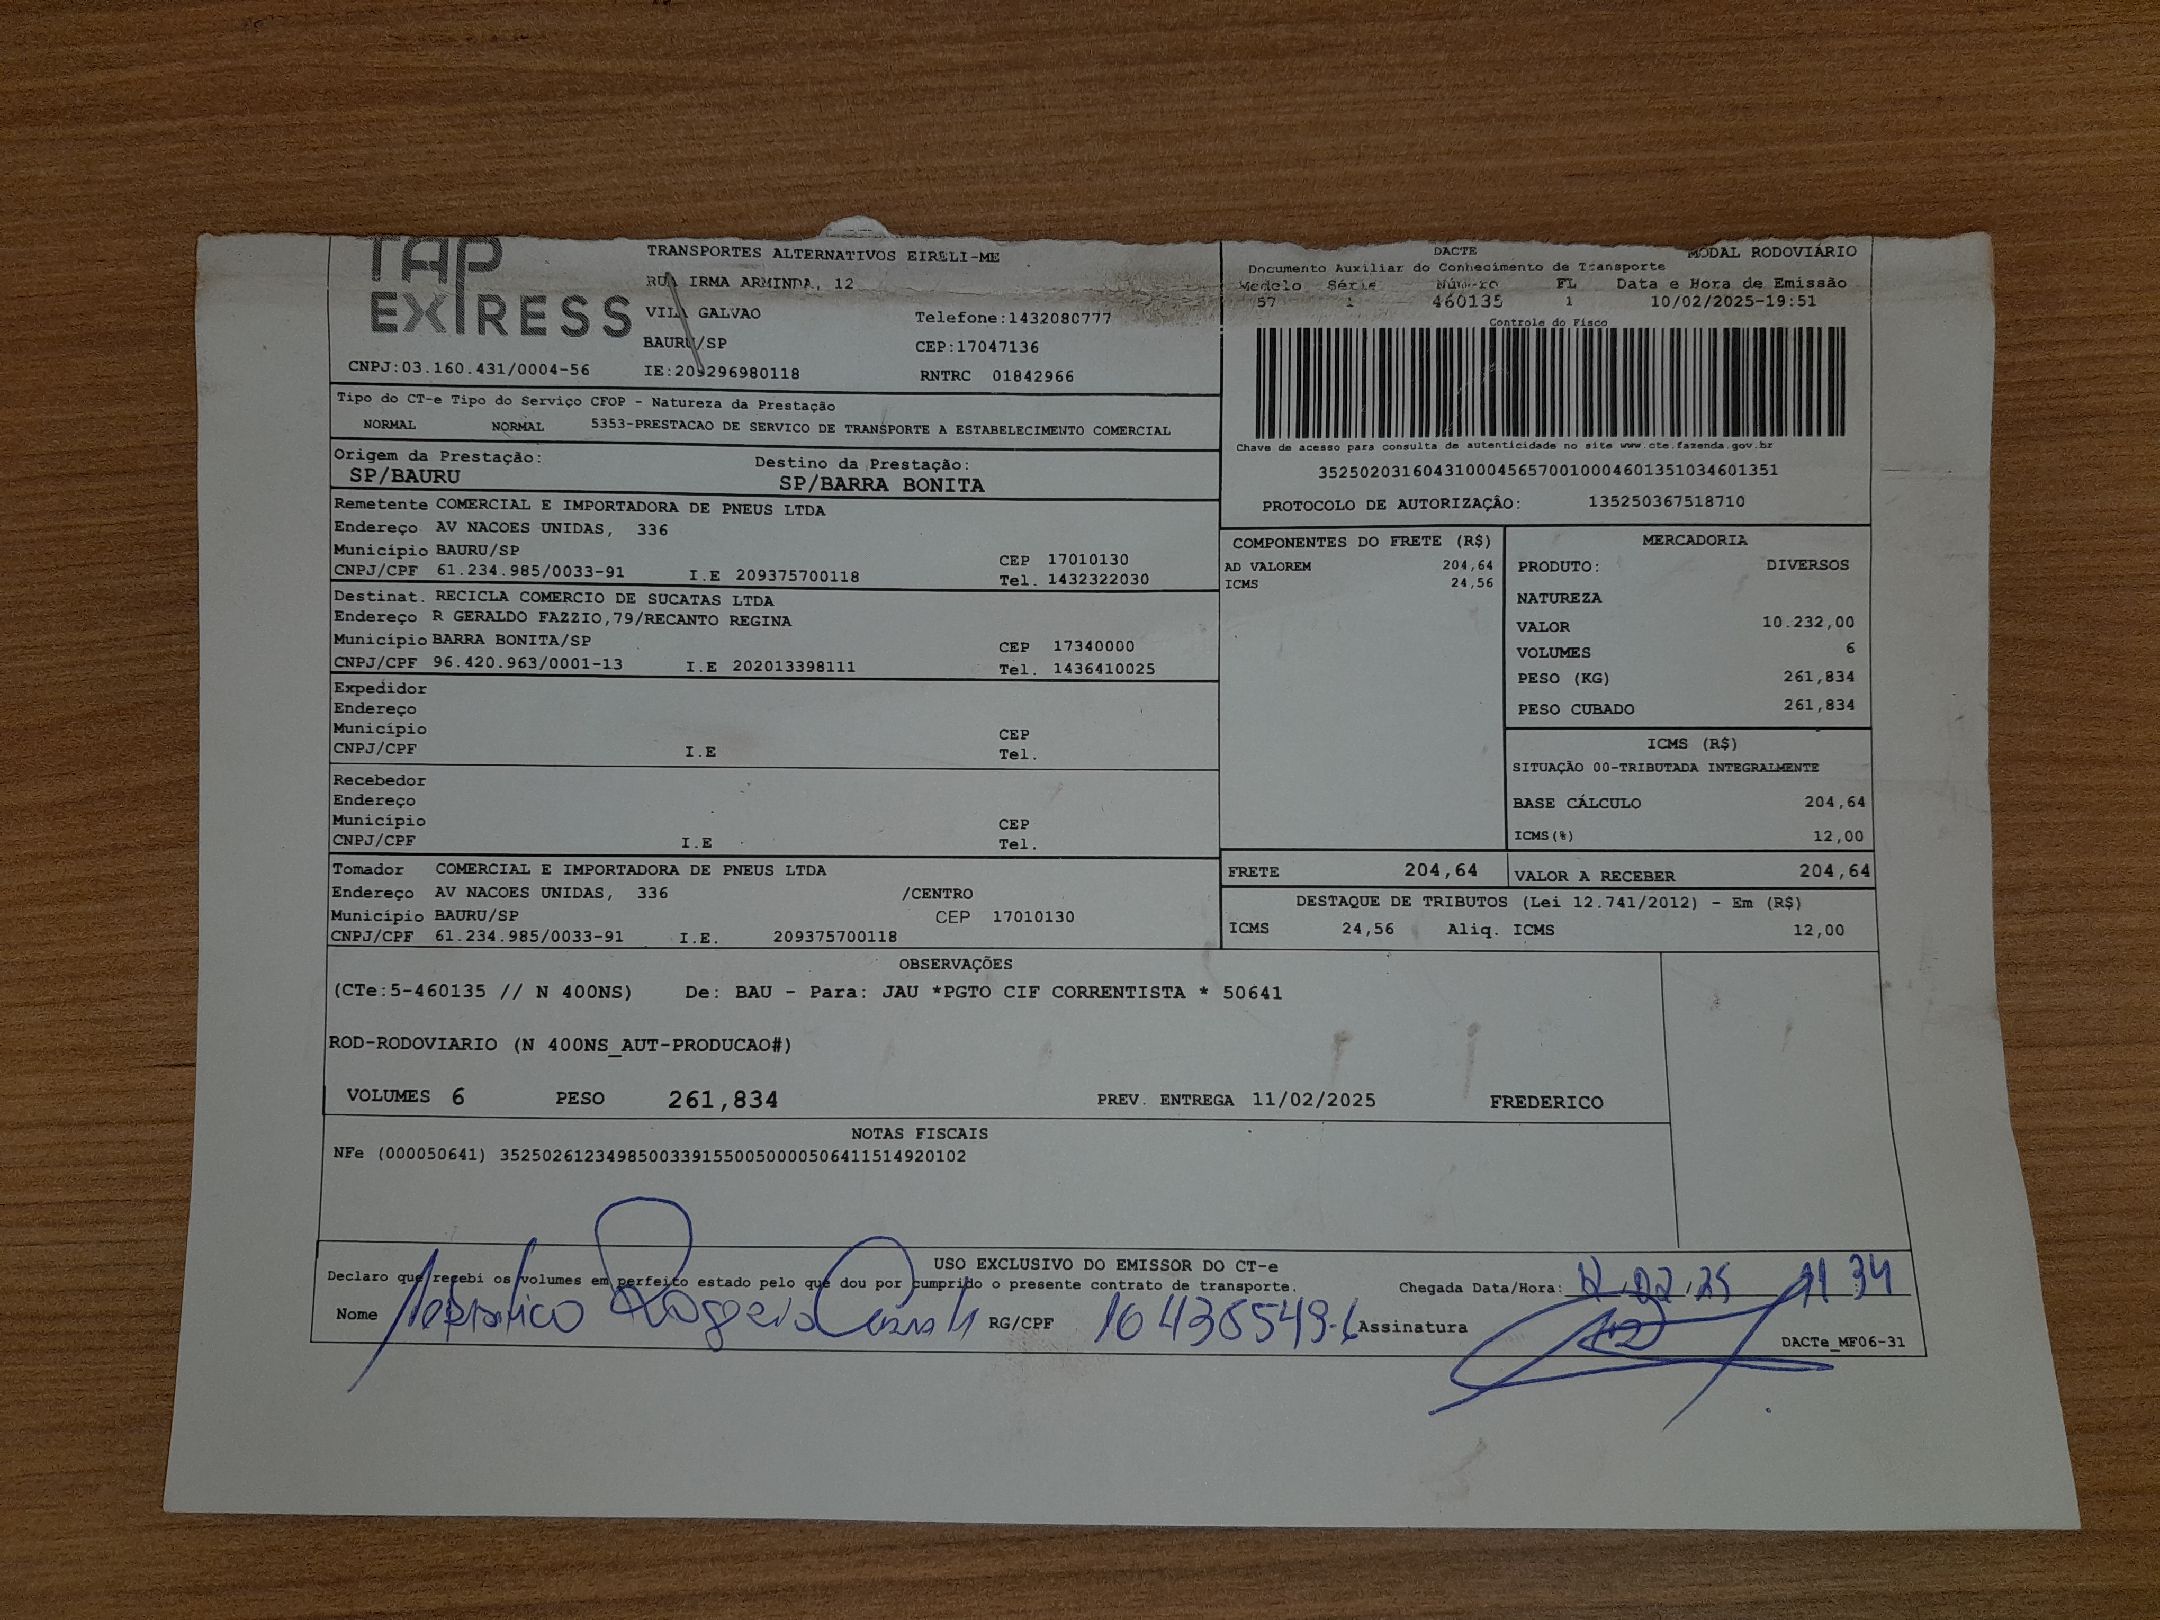 TAP
EXPRESS
CNPJ:03.160.431/0004-56
TRANSPORTES ALTERNATIVOS EIRELI-ME
RUA IRMA ARMINDA, 12
VILA GALVAO
Telefone:1432080777
BAURU/SP
CEP:17047136
IE:209296980118
RNTRC 01842966
DACTE
MODAL RODOVIÁRIO
Documento Auxiliar do Conhecimento de Transporte
Modelo Série Número FL Data e Hora de Emissão
57 1 460135 1 10/02/2025-19:51
Controle do Fisco
Chave de acesso para consulta de autenticidade no site www.cte.fazenda.gov.br
35250203160431000456570010004601351034601351
PROTOCOLO DE AUTORIZAÇÂO: 135250367518710
Tipo do CT-e Tipo do Serviço CFOP - Natureza da Prestação
NORMAL NORMAL 5353-PRESTACAO DE SERVICO DE TRANSPORTE A ESTABELECIMENTO COMERCIAL
Origem da Prestação: Destino da Prestação:
SP/BAURU SP/BARRA BONITA
Remetente COMERCIAL E IMPORTADORA DE PNEUS LTDA
Endereço AV NACOES UNIDAS, 336
Município BAURU/SP CEP 17010130
CNPJ/CPF 61.234.985/0033-91 I.E 209375700118 Tel. 1432322030
Destinat. RECICLA COMERCIO DE SUCATAS LTDA
Endereço R GERALDO FAZZIO,79/RECANTO REGINA
Município BARRA BONITA/SP CEP 17340000
CNPJ/CPF 96.420.963/0001-13 I.E 202013398111 Tel. 1436410025
Expedidor
Endereço
Município CEP
CNPJ/CPF I.E Tel.
Recebedor
Endereço
Município CEP
CNPJ/CPF I.E Tel.
Tomador COMERCIAL E IMPORTADORA DE PNEUS LTDA
Endereço AV NACOES UNIDAS, 336 /CENTRO
Município BAURU/SP CEP 17010130
CNPJ/CPF 61.234.985/0033-91 I.E. 209375700118
COMPONENTES DO FRETE (R$)
AD VALOREM 204,64
ICMS 24,56
MERCADORIA
PRODUTO: DIVERSOS
NATUREZA
VALOR 10.232,00
VOLUMES 6
PESO (KG) 261,834
PESO CUBADO 261,834
ICMS (R$)
SITUAÇÃO 00-TRIBUTADA INTEGRALMENTE
BASE CÁLCULO 204,64
ICMS(%) 12,00
FRETE 204,64 VALOR A RECEBER 204,64
DESTAQUE DE TRIBUTOS (Lei 12.741/2012) - Em (R$)
ICMS 24,56 Aliq. ICMS 12,00
OBSERVAÇÕES
(CTe:5-460135 // N 400NS) De: BAU - Para: JAU *PGTO CIF CORRENTISTA * 50641
ROD-RODOVIARIO (N 400NS_AUT-PRODUCAO#)
VOLUMES 6 PESO 261,834 PREV. ENTREGA 11/02/2025 FREDERICO
NOTAS FISCAIS
NFe (000050641) 35250261234985003391550050000506411514920102
USO EXCLUSIVO DO EMISSOR DO CT-e
Declaro que recebi os volumes em perfeito estado pelo que dou por cumprido o presente contrato de transporte.
Chegada Data/Hora: 12/02/25 11 34
Nome Rogerio RG/CPF Assinatura
DACTe_MF06-31